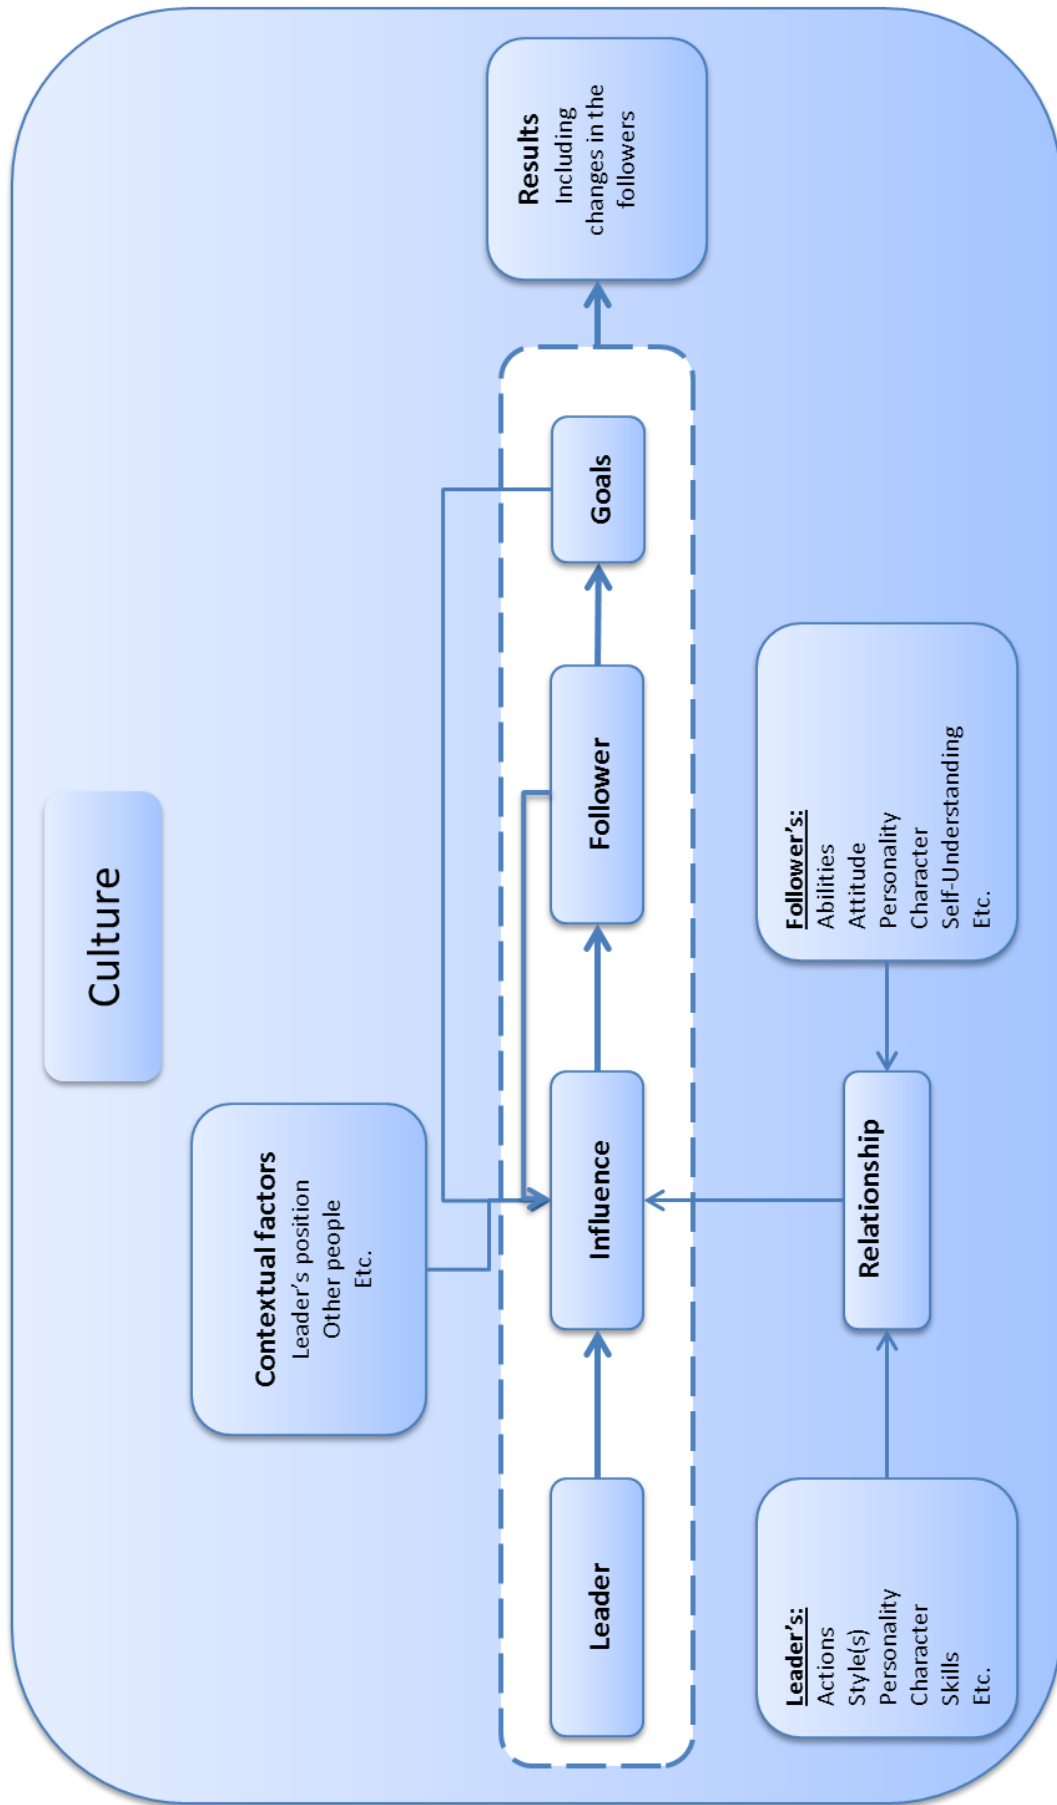 Culture
Contextual factors
Leader's position
Other people
Etc.
Leader
Influence
Follower
Goals
Results
Including
changes in the
followers
Leader's:
Actions
Style(s)
Personality
Character
Skills
Etc.
Relationship
Follower's:
Abilities
Attitude
Personality
Character
Self-Understanding
Etc.